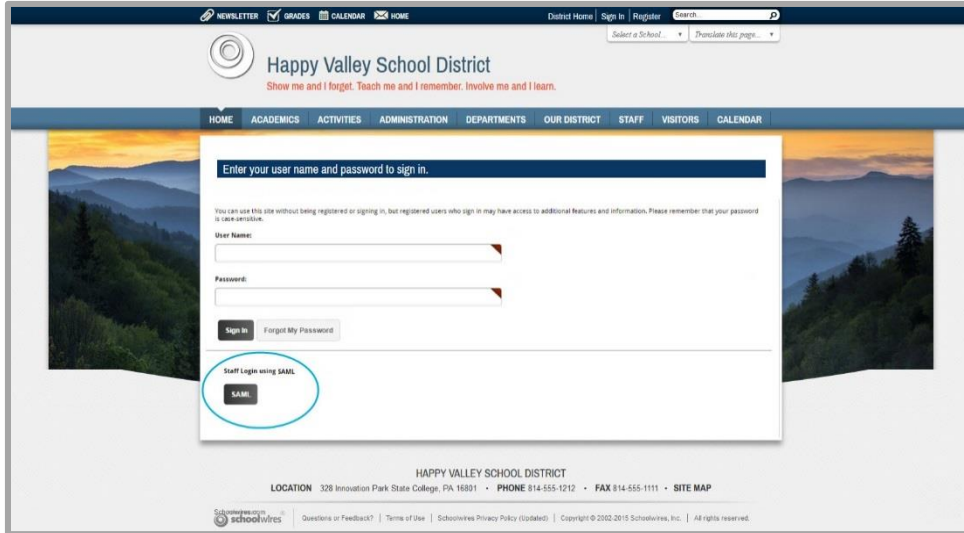 NEWSLETTER GRADES CALENDAR HOME District Home Sign In Register Search...
Select a School... Translate this page...
Happy Valley School District
Show me and I forget. Teach me and I remember. Involve me and I learn.
HOME ACADEMICS ACTIVITIES ADMINISTRATION DEPARTMENTS OUR DISTRICT STAFF VISITORS CALENDAR
Enter your user name and password to sign in.
You can use this site without being registered or signing in, but registered users who sign in may have access to additional features and information. Please remember that your password
is case-sensitive.
User Name:
Password:
Sign In Forgot My Password
Staff Login using SAML
SAML
HAPPY VALLEY SCHOOL DISTRICT
LOCATION 328 Innovation Park State College, PA 16801 • PHONE 814-555-1212 • FAX 814-555-1111 • SITE MAP
Schoolwires.com
schoolwires Questions or Feedback? | Terms of Use | Schoolwires Privacy Policy (Updated) | Copyright © 2002-2015 Schoolwires, Inc. | All rights reserved.